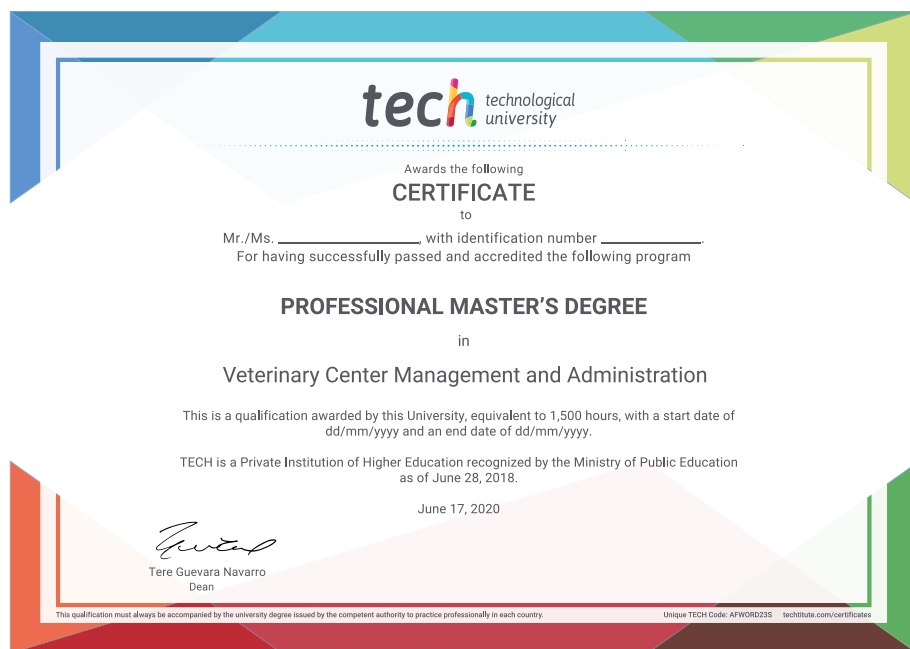 tech technological
university
Awards the following
CERTIFICATE
to
Mr./Ms. ____________________, with identification number ______________.
For having successfully passed and accredited the following program
PROFESSIONAL MASTER’S DEGREE
in
Veterinary Center Management and Administration
This is a qualification awarded by this University, equivalent to 1,500 hours, with a start date of
dd/mm/yyyy and an end date of dd/mm/yyyy.
TECH is a Private Institution of Higher Education recognized by the Ministry of Public Education
as of June 28, 2018.
June 17, 2020
Tere Guevara Navarro
Dean
This qualification must always be accompanied by the university degree issued by the competent authority to practice professionally in each country.
Unique TECH Code: AFWORD23S techtitute.com/certificates